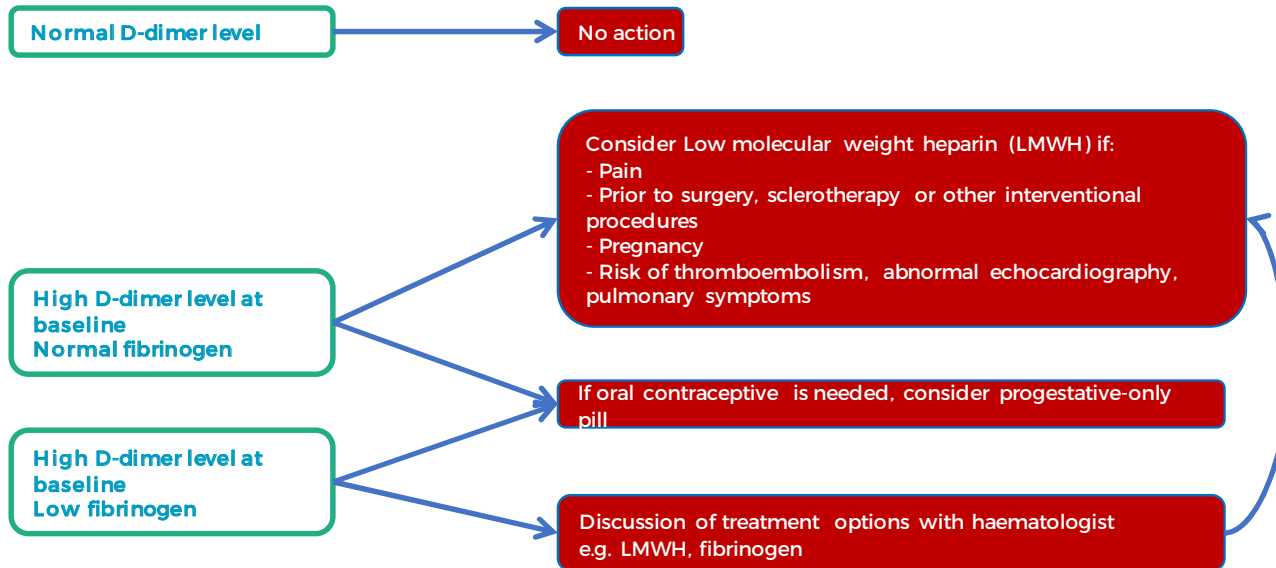 Normal D-dimer level
No action
Consider Low molecular weight heparin (LMWH) if:
- Pain
- Prior to surgery, sclerotherapy or other interventional
procedures
- Pregnancy
- Risk of thromboembolism, abnormal echocardiography,
pulmonary symptoms
High D-dimer level at
baseline
Normal fibrinogen
If oral contraceptive is needed, consider progestative-only
pill
High D-dimer level at
baseline
Low fibrinogen
Discussion of treatment options with haematologist
e.g. LMWH, fibrinogen